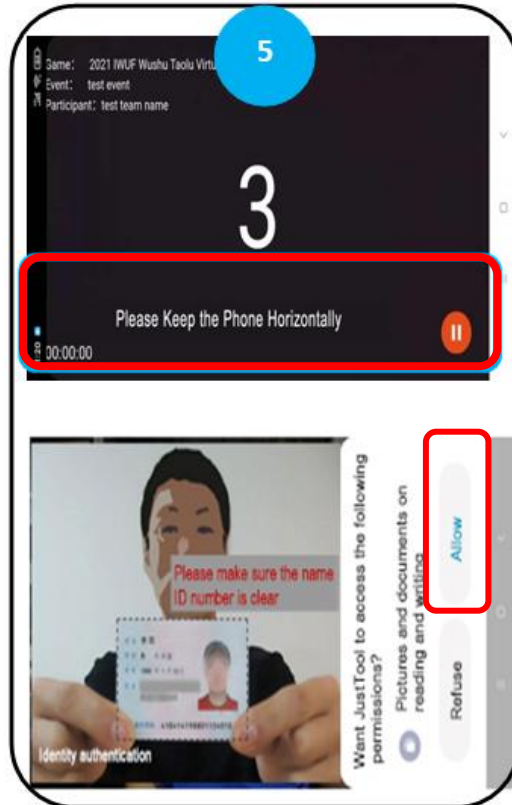 5
Game: 2021 IWUF Wushu Taolu Virtu
Event: test event
Participant: test team name
3
Please Keep the Phone Horizontally
:20
00:00:00
Please make sure the name
ID number is clear
Identity authentication
Want JustTool to access the following
permissions?
Pictures and documents on
reading and writing
Refuse
Allow